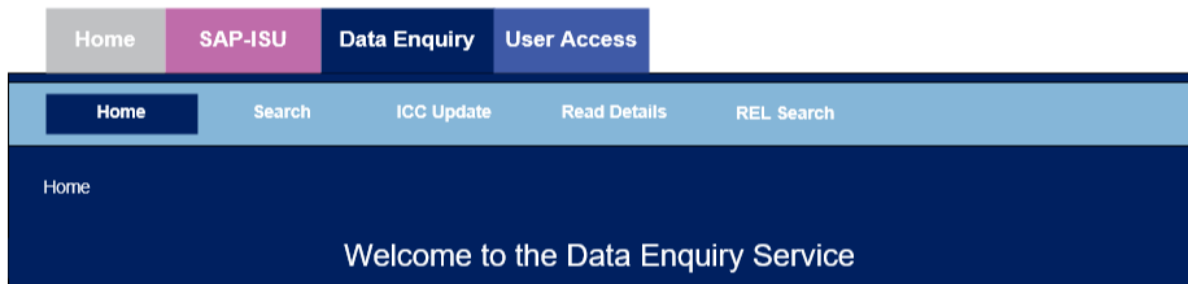 Home SAP-ISU Data Enquiry User Access
Home Search ICC Update Read Details REL Search
Home
Welcome to the Data Enquiry Service